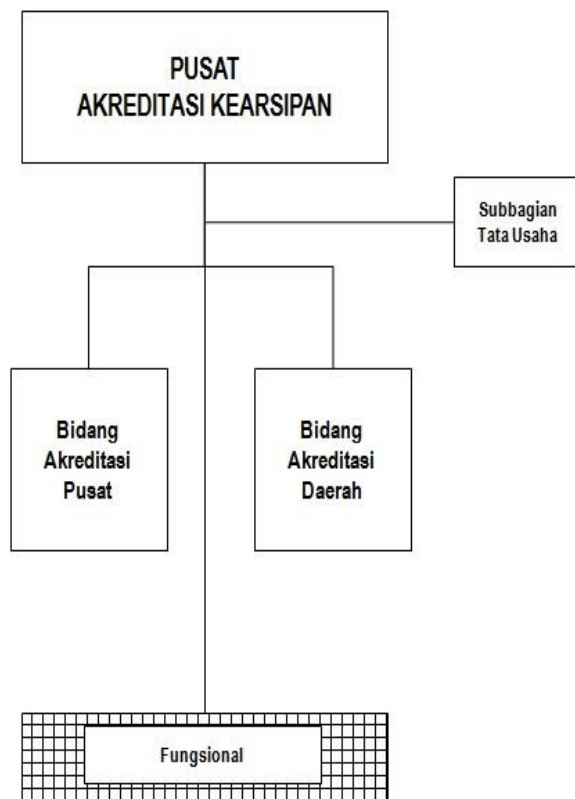 PUSAT
AKREDITASI KEARSIPAN
Subbagian
Tata Usaha
Bidang
Akreditasi
Pusat
Bidang
Akreditasi
Daerah
Fungsional